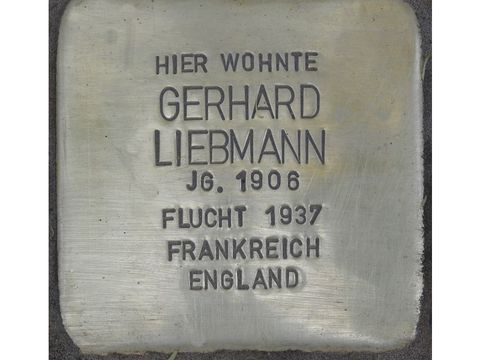 HIER WOHNTE
GERHARD
LIEBMANN
JG. 1906
FLUCHT 1937
FRANKREICH
ENGLAND